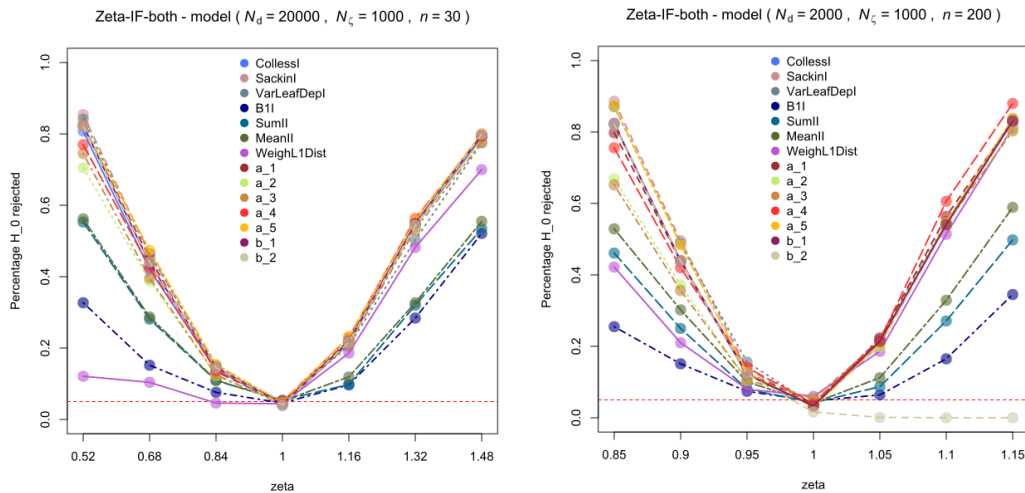 Zeta-IF-both - model ( N_d = 20000 , N_ζ = 1000 , n = 30 )
Percentage H_0 rejected
1.0
0.8
0.6
0.4
0.2
0.0
CollessI
SackinI
VarLeafDepI
B1I
SumII
MeanII
WeighL1Dist
a_1
a_2
a_3
a_4
a_5
b_1
b_2
0.52 0.68 0.84 1 1.16 1.32 1.48
zeta
Zeta-IF-both - model ( N_d = 2000 , N_ζ = 1000 , n = 200 )
Percentage H_0 rejected
1.0
0.8
0.6
0.4
0.2
0.0
CollessI
SackinI
VarLeafDepI
B1I
SumII
MeanII
WeighL1Dist
a_1
a_2
a_3
a_4
a_5
b_1
b_2
0.85 0.9 0.95 1 1.05 1.1 1.15
zeta